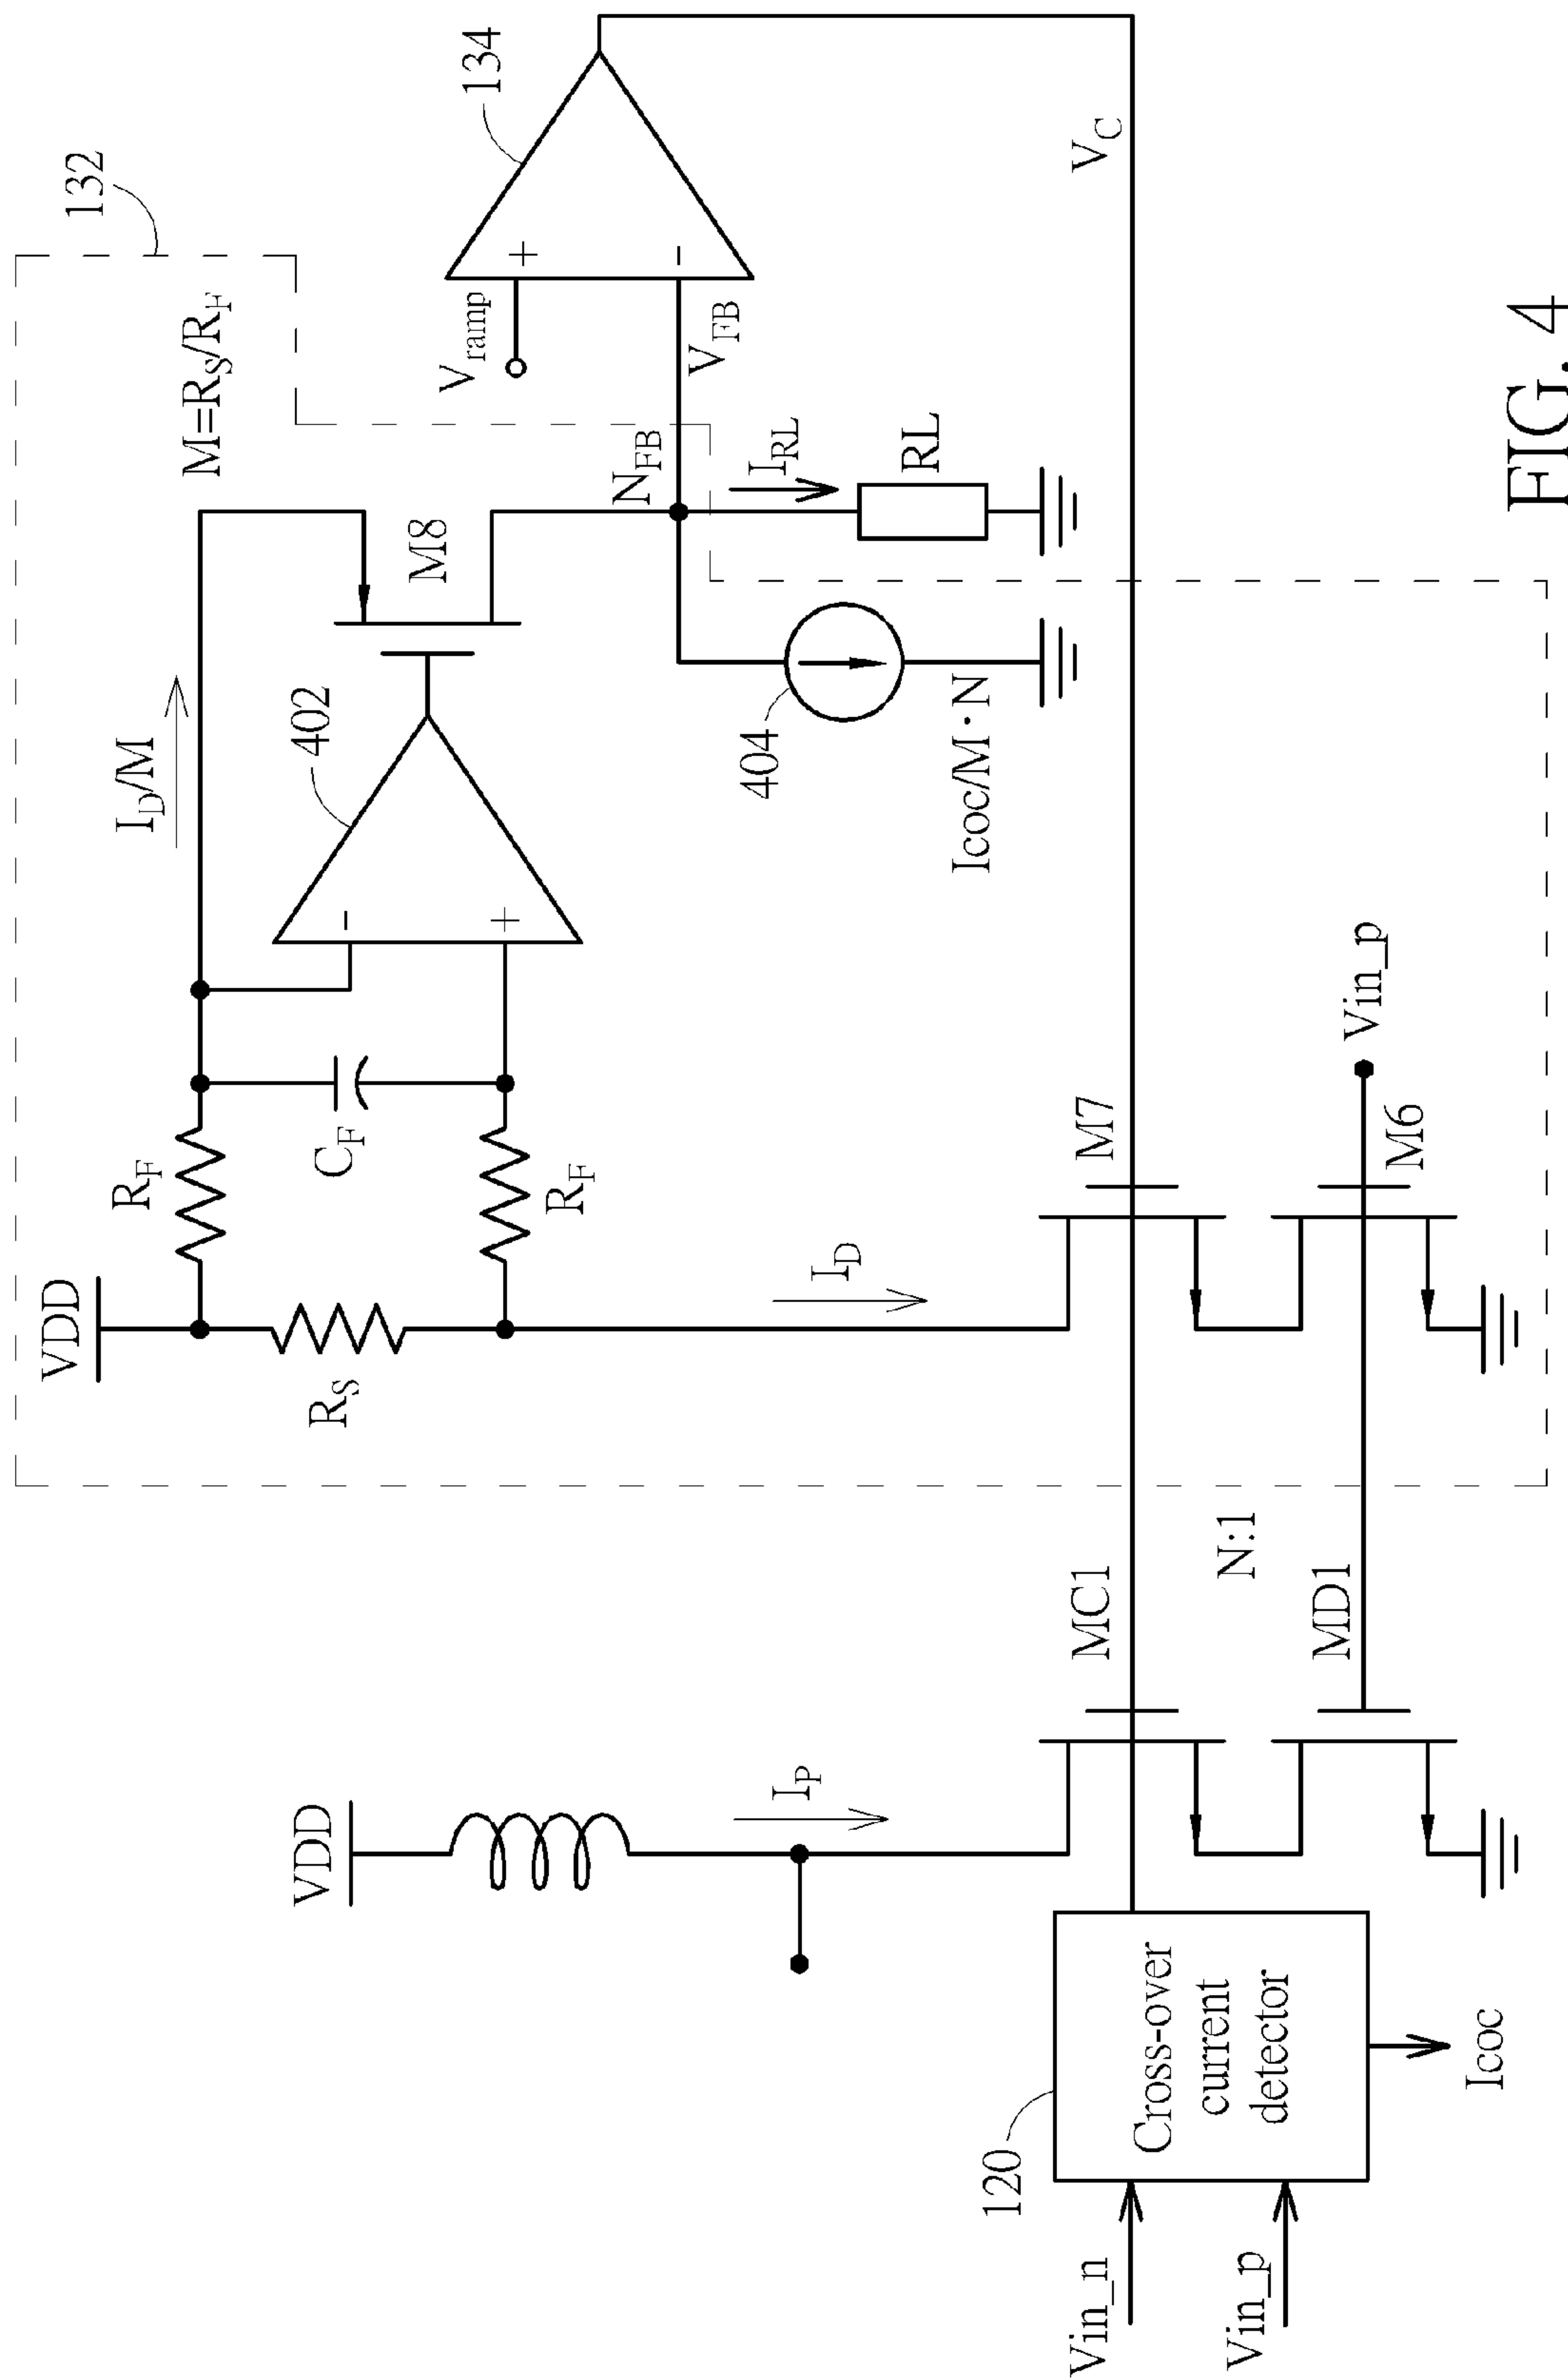 132
M=R_S/R_F
I_D/M
134
VDD
R_F
402
M8
V_ramp
+
-
-
+
C_F
R_S
R_F
N_FB
V_FB
VDD
404
I_RL
RL
I_P
I_D
Icoc/M·N
V_C
MC1
M7
120
Cross-over
current
detector
N:1
Vin_n
Vin_p
MD1
M6
Vin_p
Icoc
FIG. 4